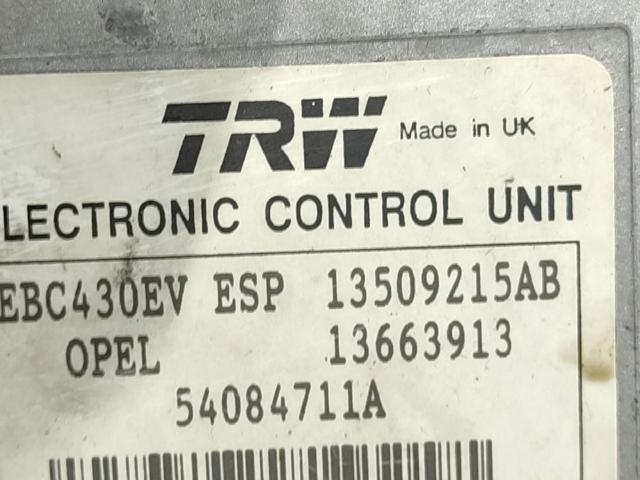 TRW Made in UK
LECTRONIC CONTROL UNIT
EBC430EV ESP 13509215AB
OPEL 13663913
54084711A